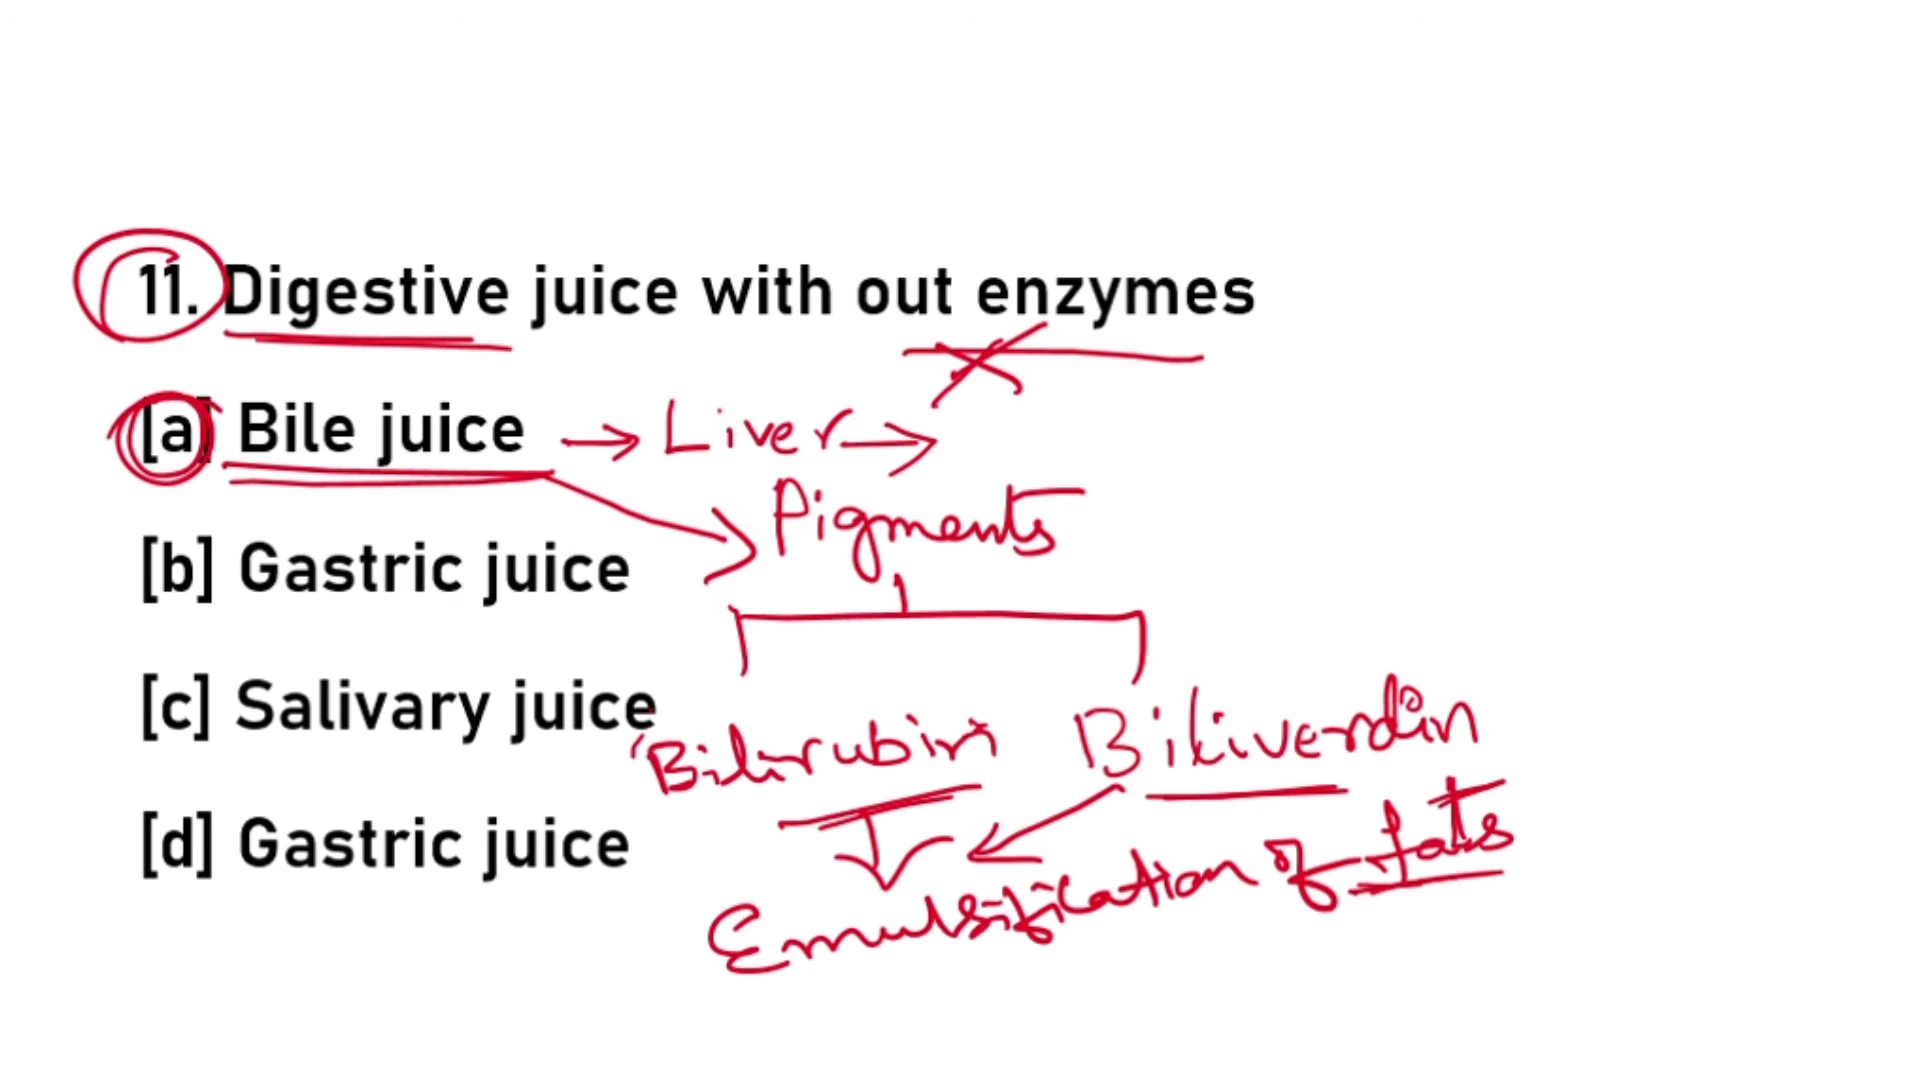 11. Digestive juice with out enzymes
[a] Bile juice → Liver →
Pigments
[b] Gastric juice
[c] Salivary juice
Bilirubin Biliverdin
[d] Gastric juice
Emulsification of fats